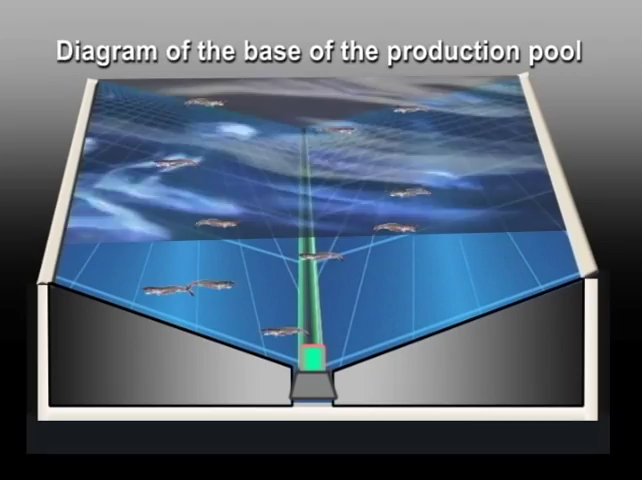 Diagram of the base of the production pool